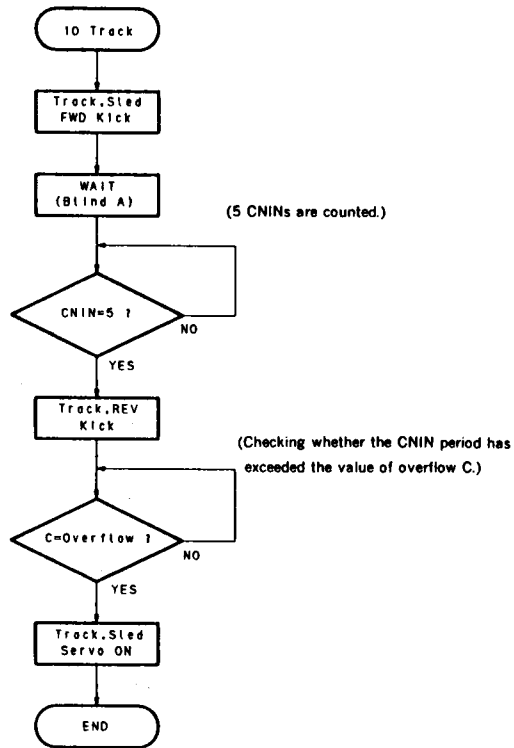 10 Track
Track.Sled
FWD Kick
WAIT
(Blind A)
(5 CNINs are counted.)
CNIN=5 ?
NO
YES
Track.REV
Kick
(Checking whether the CNIN period has
exceeded the value of overflow C.)
C=Overflow ?
NO
YES
Track.Sled
Servo ON
END